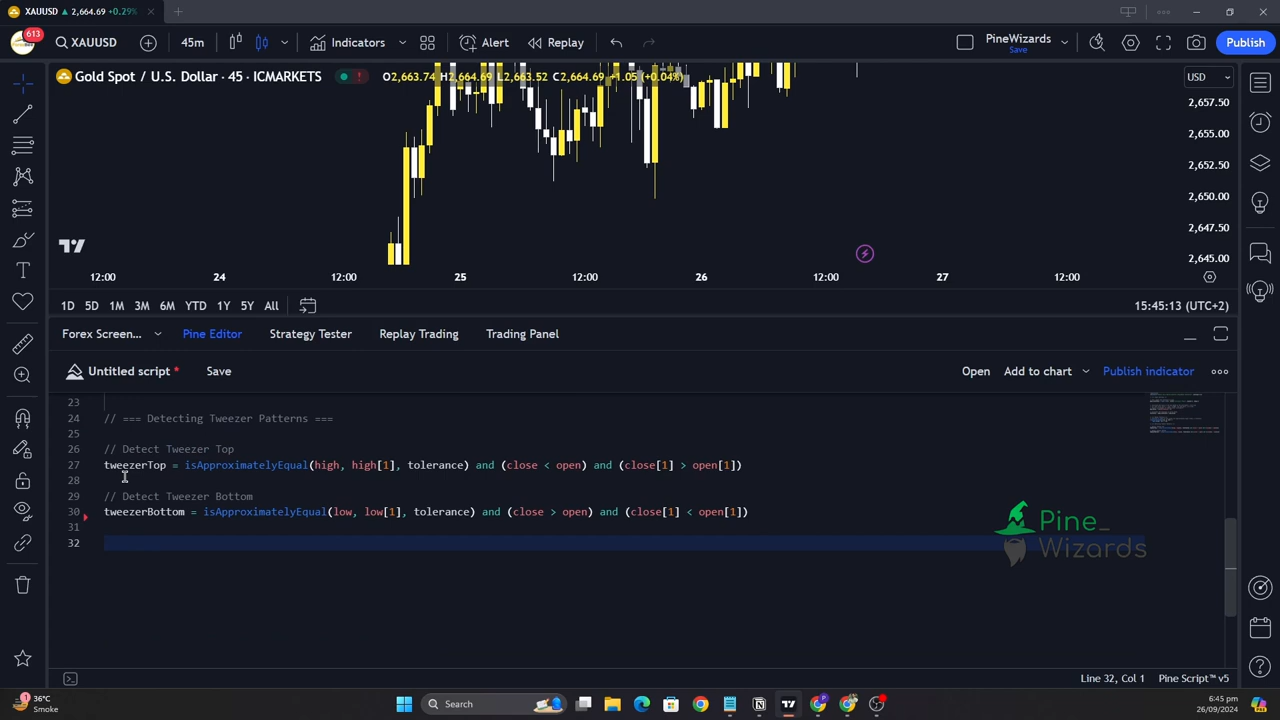 XAUUSD 2,664.69 +0.29%
613
XAUUSD
45m
Indicators
Alert
Replay
PineWizards
Save
Publish
Gold Spot / U.S. Dollar · 45 · ICMARKETS
O2,663.74 H2,664.69 L2,663.52 C2,664.69 +1.05 (+0.04%)
USD
2,657.50
2,655.00
2,652.50
2,650.00
2,647.50
2,645.00
12:00 24 12:00 25 12:00 26 12:00 27 12:00
1D 5D 1M 3M 6M YTD 1Y 5Y All
15:45:13 (UTC+2)
Forex Screen... Pine Editor Strategy Tester Replay Trading Trading Panel
Untitled script * Save
Open Add to chart Publish indicator
23
24 // === Detecting Tweezer Patterns ===
25
26 // Detect Tweezer Top
27 tweezerTop = isApproximatelyEqual(high, high[1], tolerance) and (close < open) and (close[1] > open[1])
28
29 // Detect Tweezer Bottom
30 tweezerBottom = isApproximatelyEqual(low, low[1], tolerance) and (close > open) and (close[1] < open[1])
31
32
Pine_
Wizards
Line 32, Col 1 Pine Script™ v5
1
36°C
Smoke
Search
6:45 pm
26/09/2024